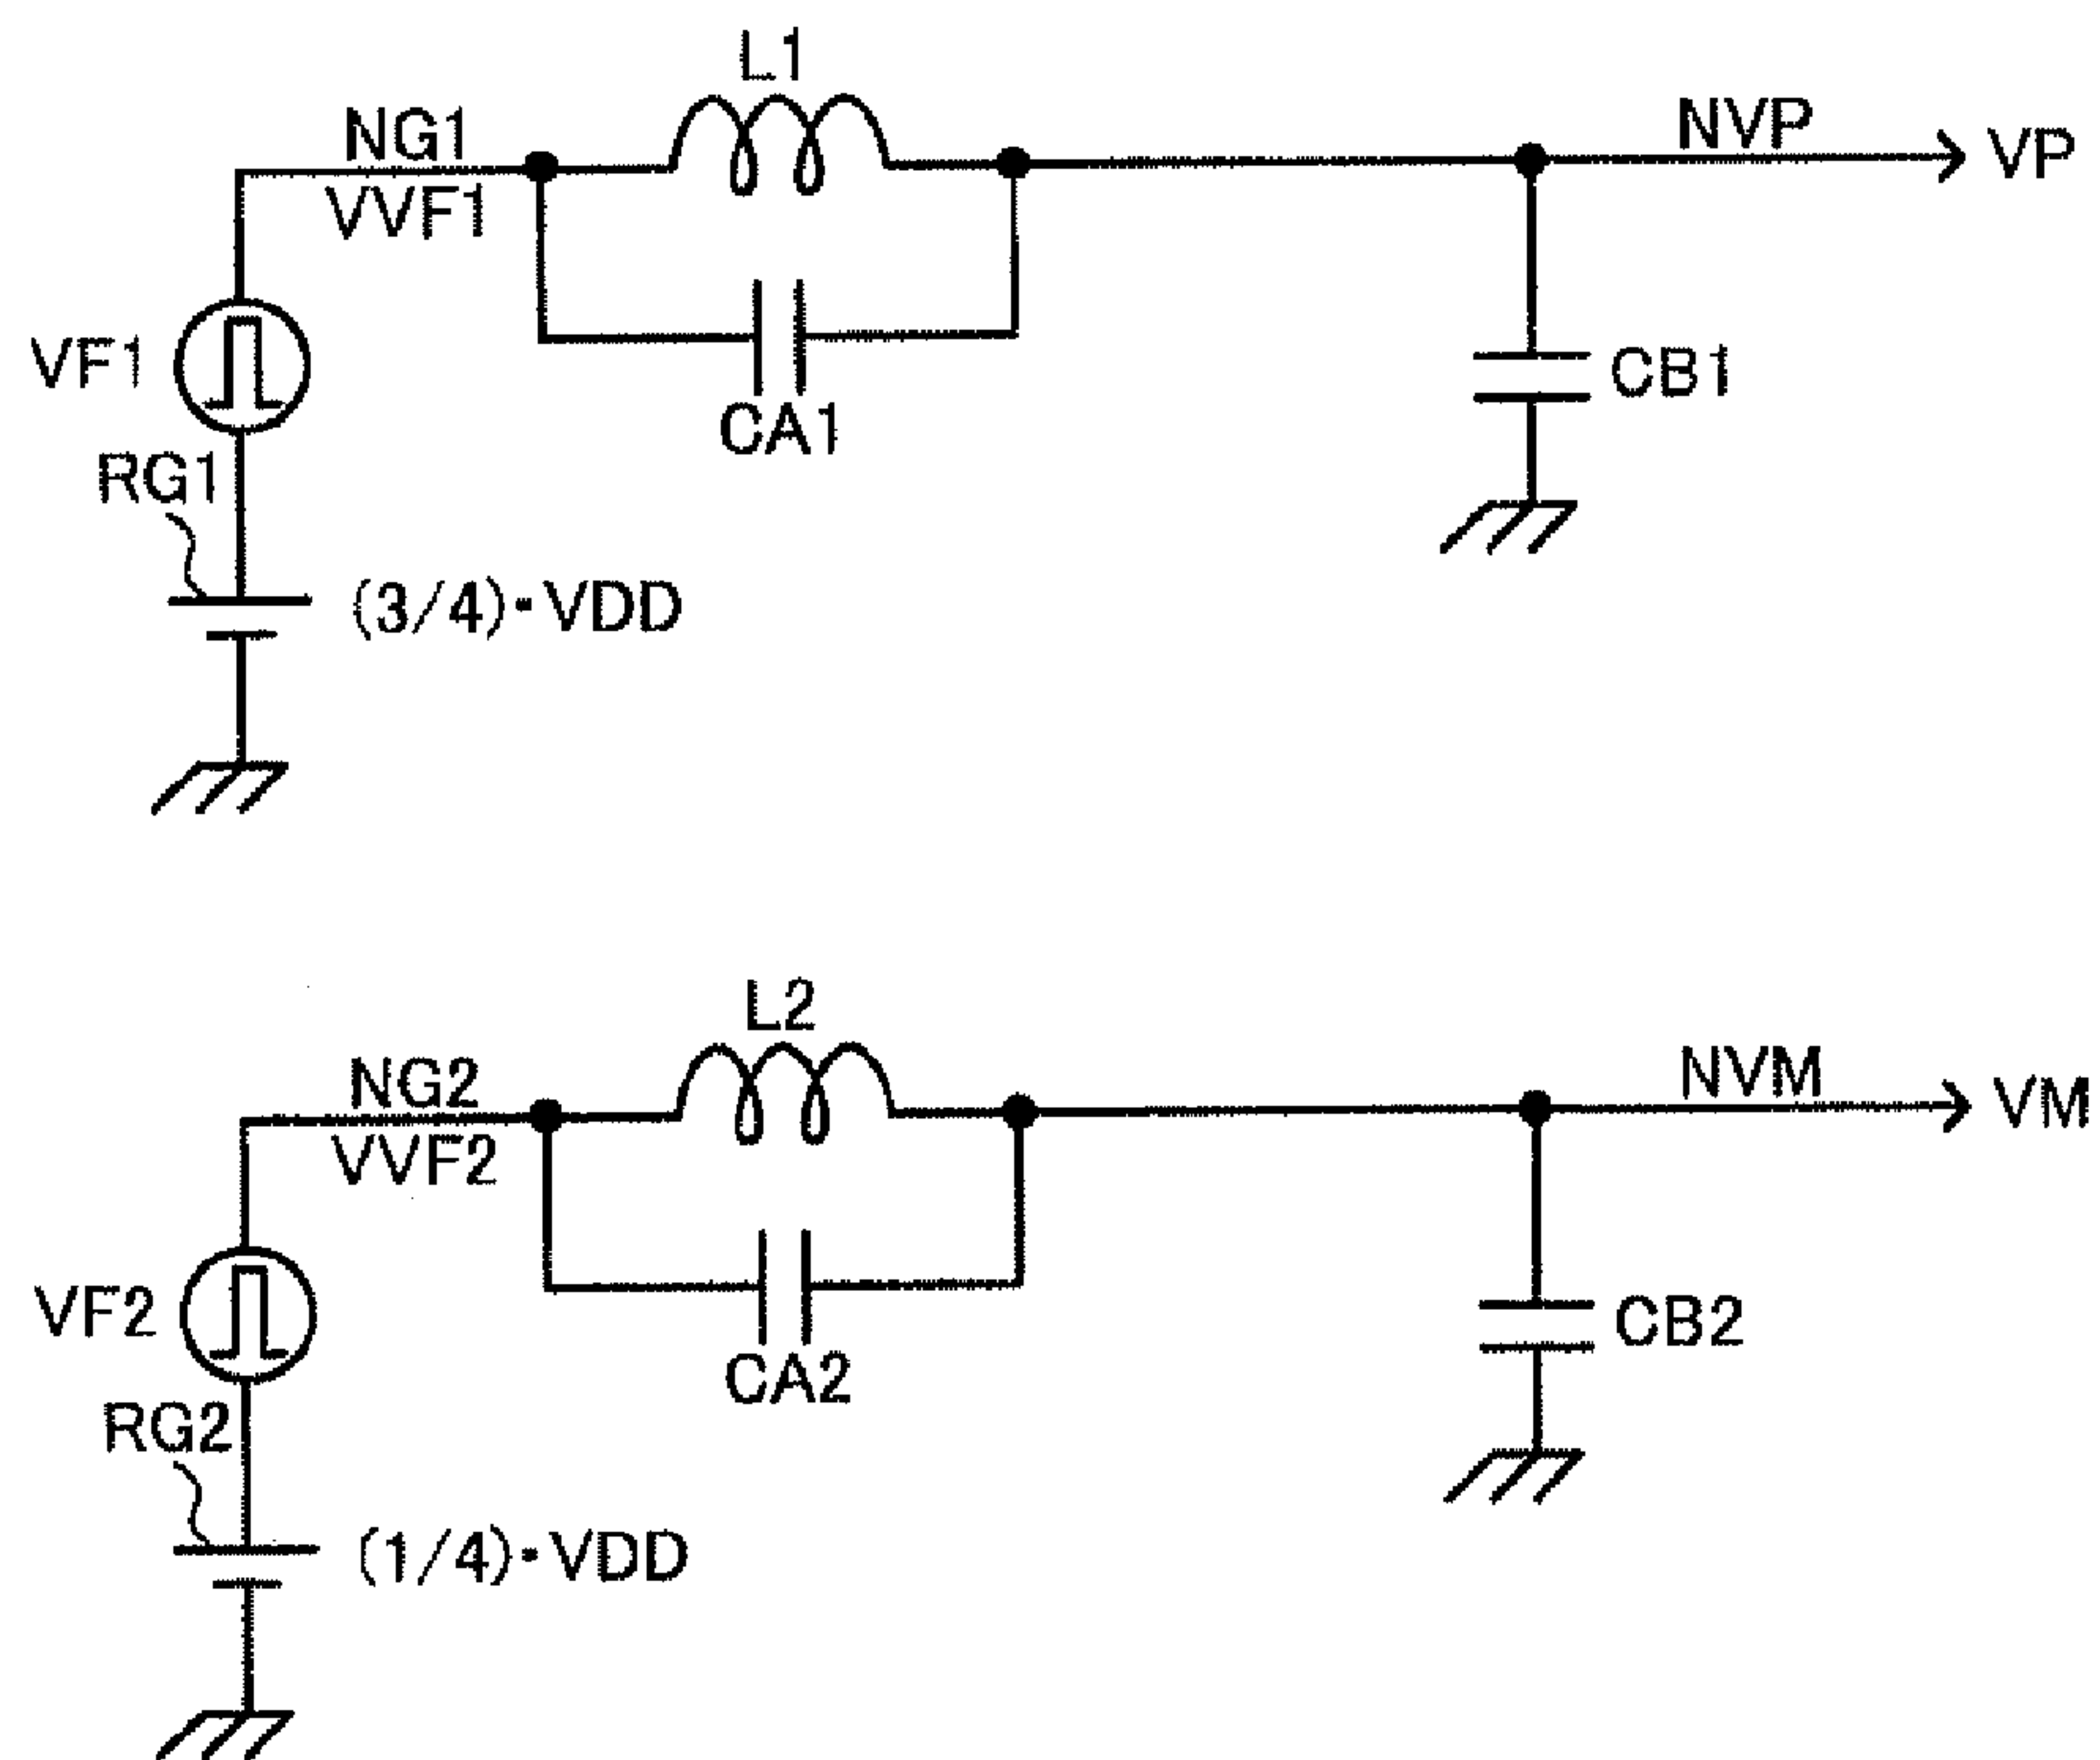 L1
NG1
NVP
VP
VVF1
VF1
CB1
CA1
RG1
(3/4)・VDD
L2
NG2
NVM
VM
VVF2
VF2
CB2
CA2
RG2
(1/4)・VDD